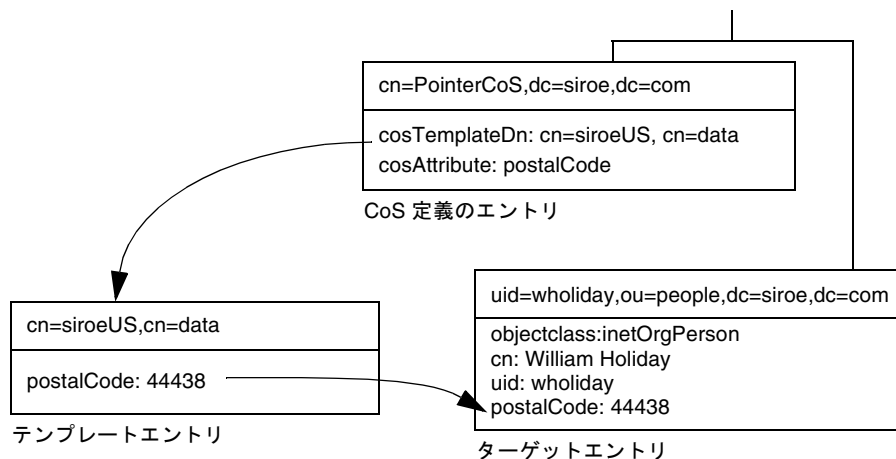 cn=PointerCoS,dc=siroe,dc=com
cosTemplateDn: cn=siroeUS, cn=data
cosAttribute: postalCode
CoS 定義のエントリ
cn=siroeUS,cn=data
postalCode: 44438
テンプレートエントリ
uid=wholiday,ou=people,dc=siroe,dc=com
objectclass:inetOrgPerson
cn: William Holiday
uid: wholiday
postalCode: 44438
ターゲットエントリ